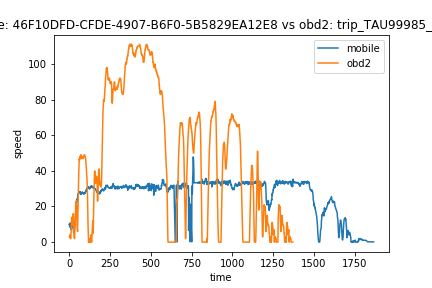 e: 46F10DFD-CFDE-4907-B6F0-5B5829EA12E8 vs obd2: trip_TAU99985_
mobile
obd2
speed
100
80
60
40
20
0
0 250 500 750 1000 1250 1500 1750
time